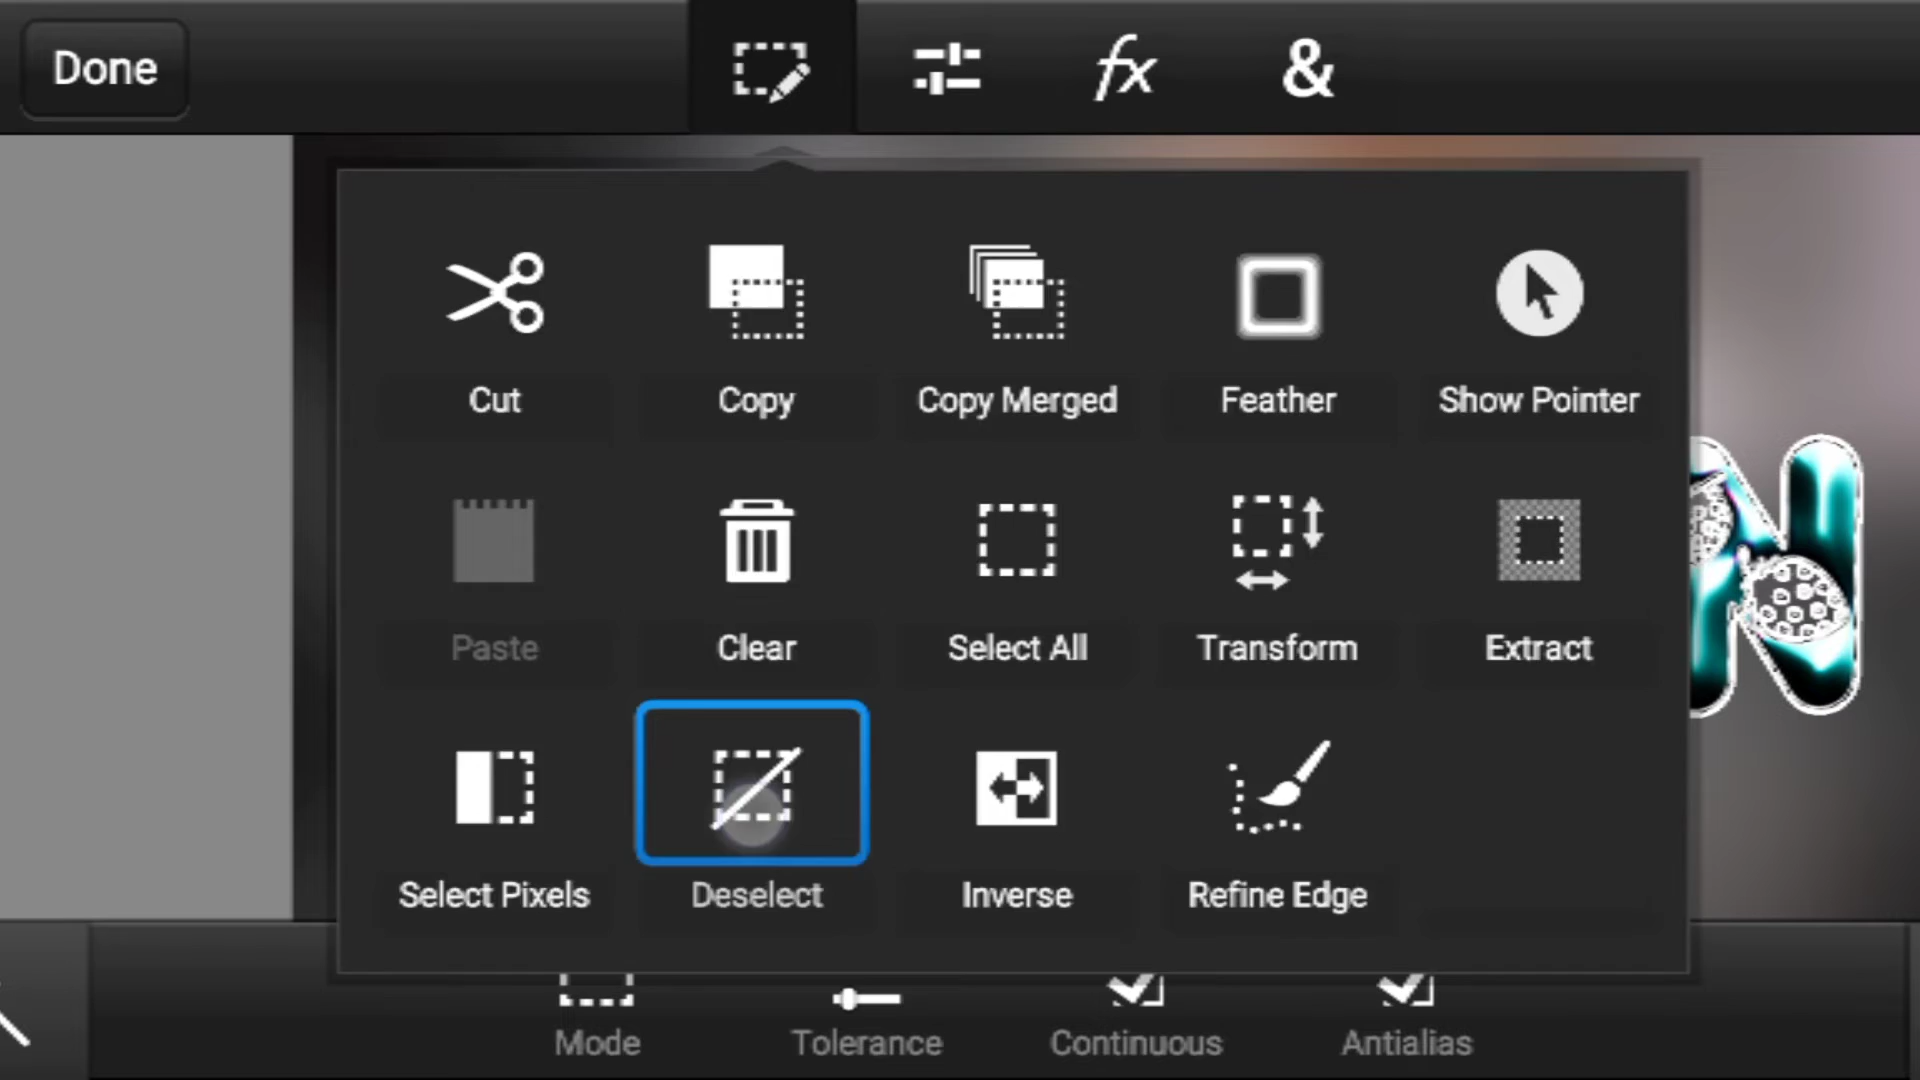 Done
fx
&
Cut
Copy
Copy Merged
Feather
Show Pointer
Paste
Clear
Select All
Transform
Extract
Select Pixels
Deselect
Inverse
Refine Edge
N
Mode
Tolerance
Continuous
Antialias